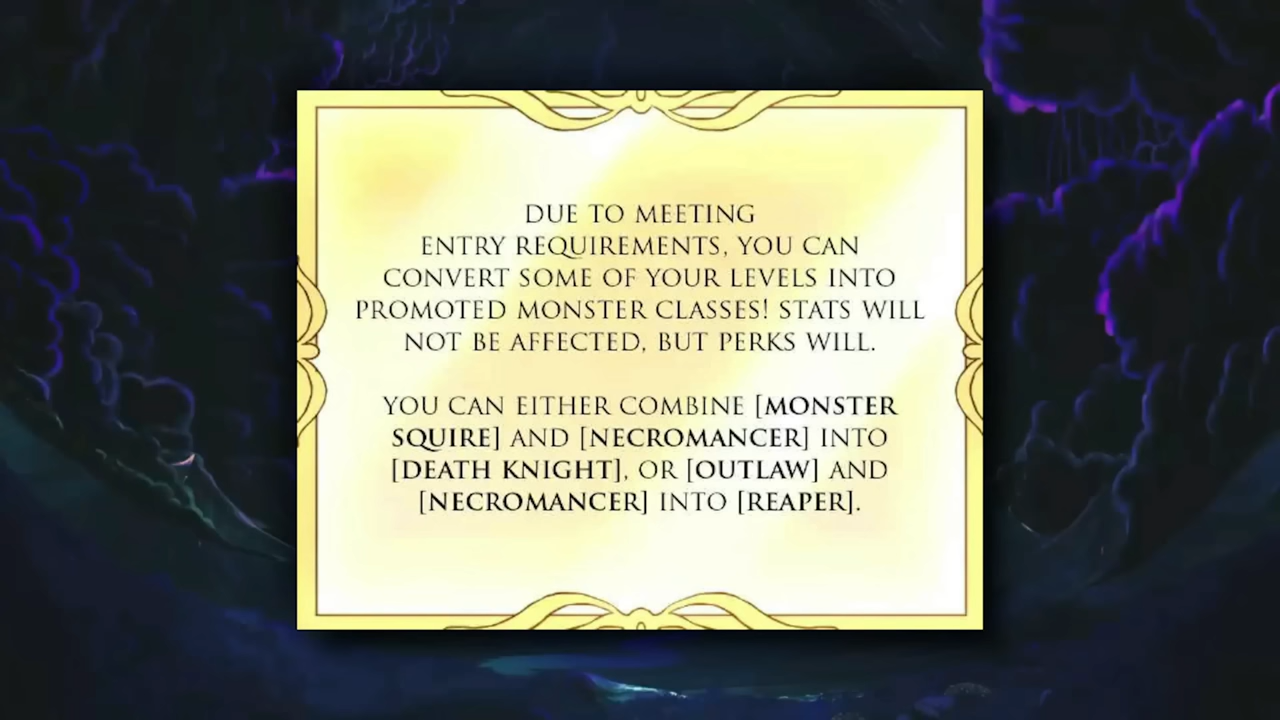 DUE TO MEETING
ENTRY REQUIREMENTS, YOU CAN
CONVERT SOME OF YOUR LEVELS INTO
PROMOTED MONSTER CLASSES! STATS WILL
NOT BE AFFECTED, BUT PERKS WILL.
YOU CAN EITHER COMBINE [MONSTER
SQUIRE] AND [NECROMANCER] INTO
[DEATH KNIGHT], OR [OUTLAW] AND
[NECROMANCER] INTO [REAPER].